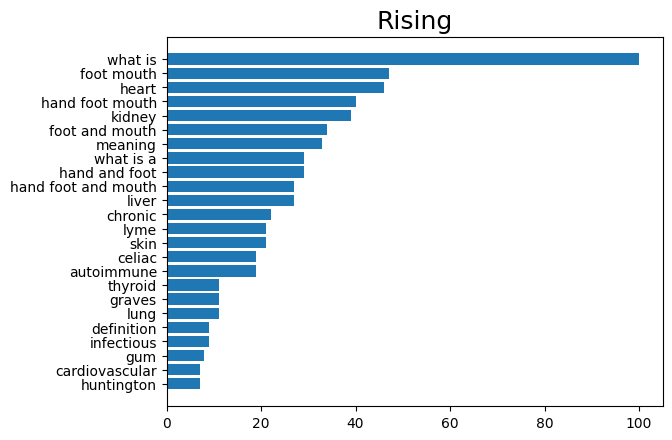 Rising
what is
foot mouth
heart
hand foot mouth
kidney
foot and mouth
meaning
what is a
hand and foot
hand foot and mouth
liver
chronic
lyme
skin
celiac
autoimmune
thyroid
graves
lung
definition
infectious
gum
cardiovascular
huntington
0 20 40 60 80 100